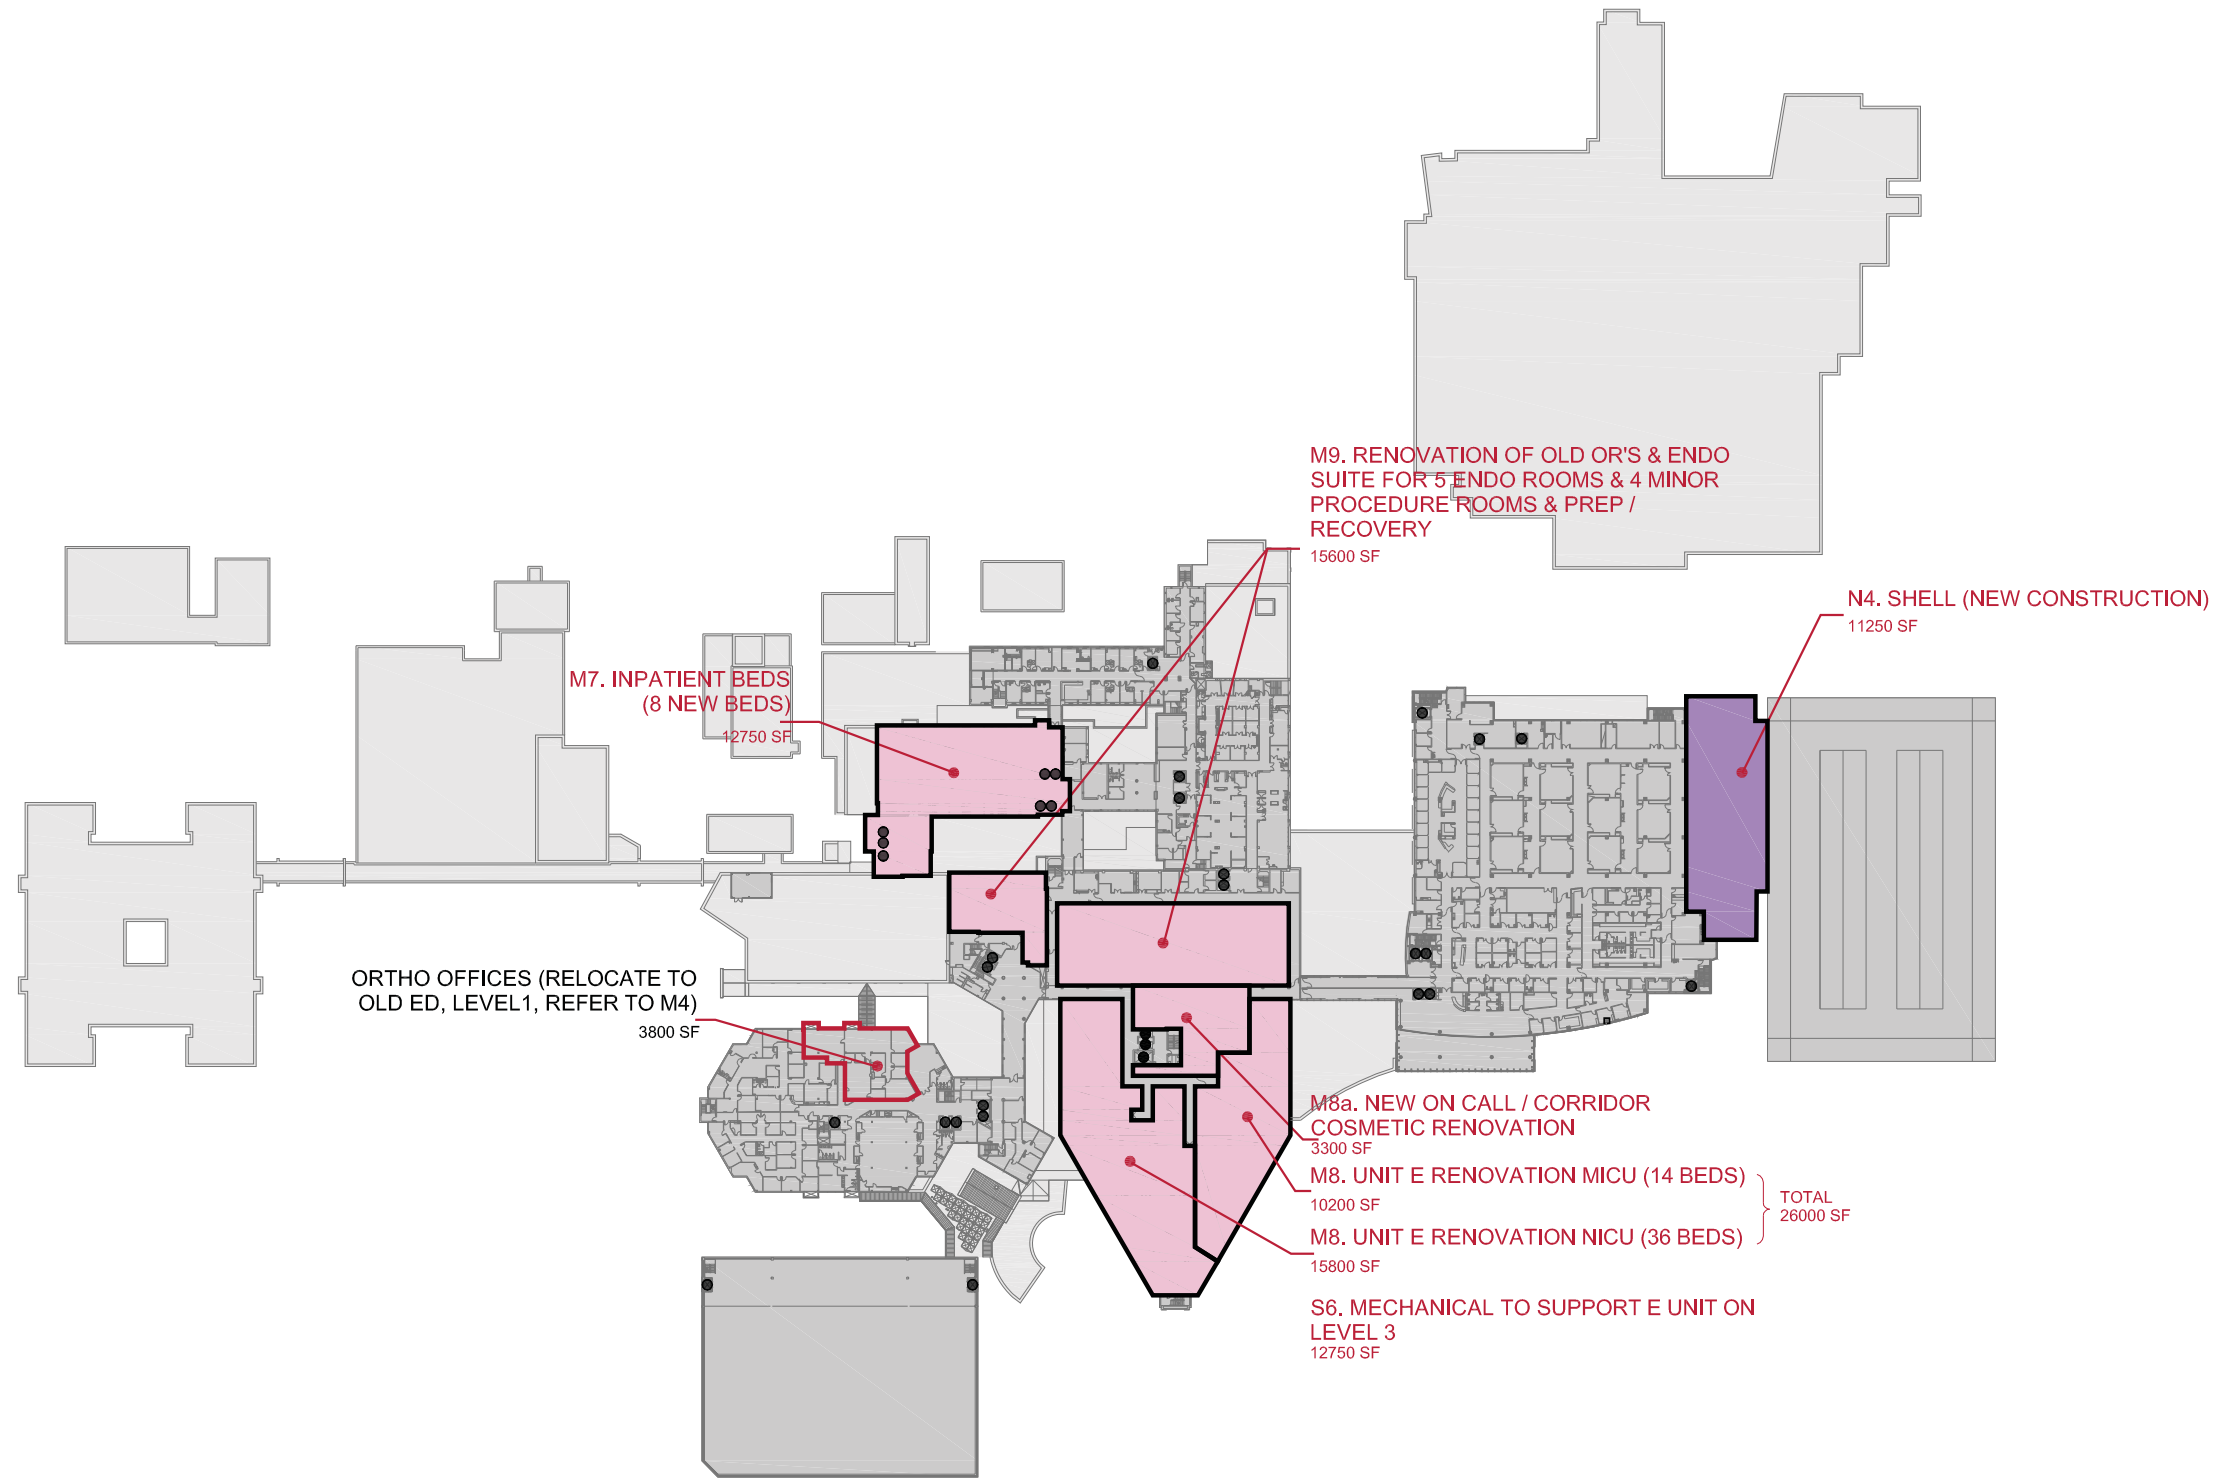 M9. RENOVATION OF OLD OR'S & ENDO
SUITE FOR 5 ENDO ROOMS & 4 MINOR
PROCEDURE ROOMS & PREP /
RECOVERY
15600 SF
N4. SHELL (NEW CONSTRUCTION)
11250 SF
M7. INPATIENT BEDS
(8 NEW BEDS)
12750 SF
ORTHO OFFICES (RELOCATE TO
OLD ED, LEVEL1, REFER TO M4)
3800 SF
M8a. NEW ON CALL / CORRIDOR
COSMETIC RENOVATION
3300 SF
M8. UNIT E RENOVATION MICU (14 BEDS)
10200 SF
M8. UNIT E RENOVATION NICU (36 BEDS)
15800 SF
TOTAL
26000 SF
S6. MECHANICAL TO SUPPORT E UNIT ON
LEVEL 3
12750 SF